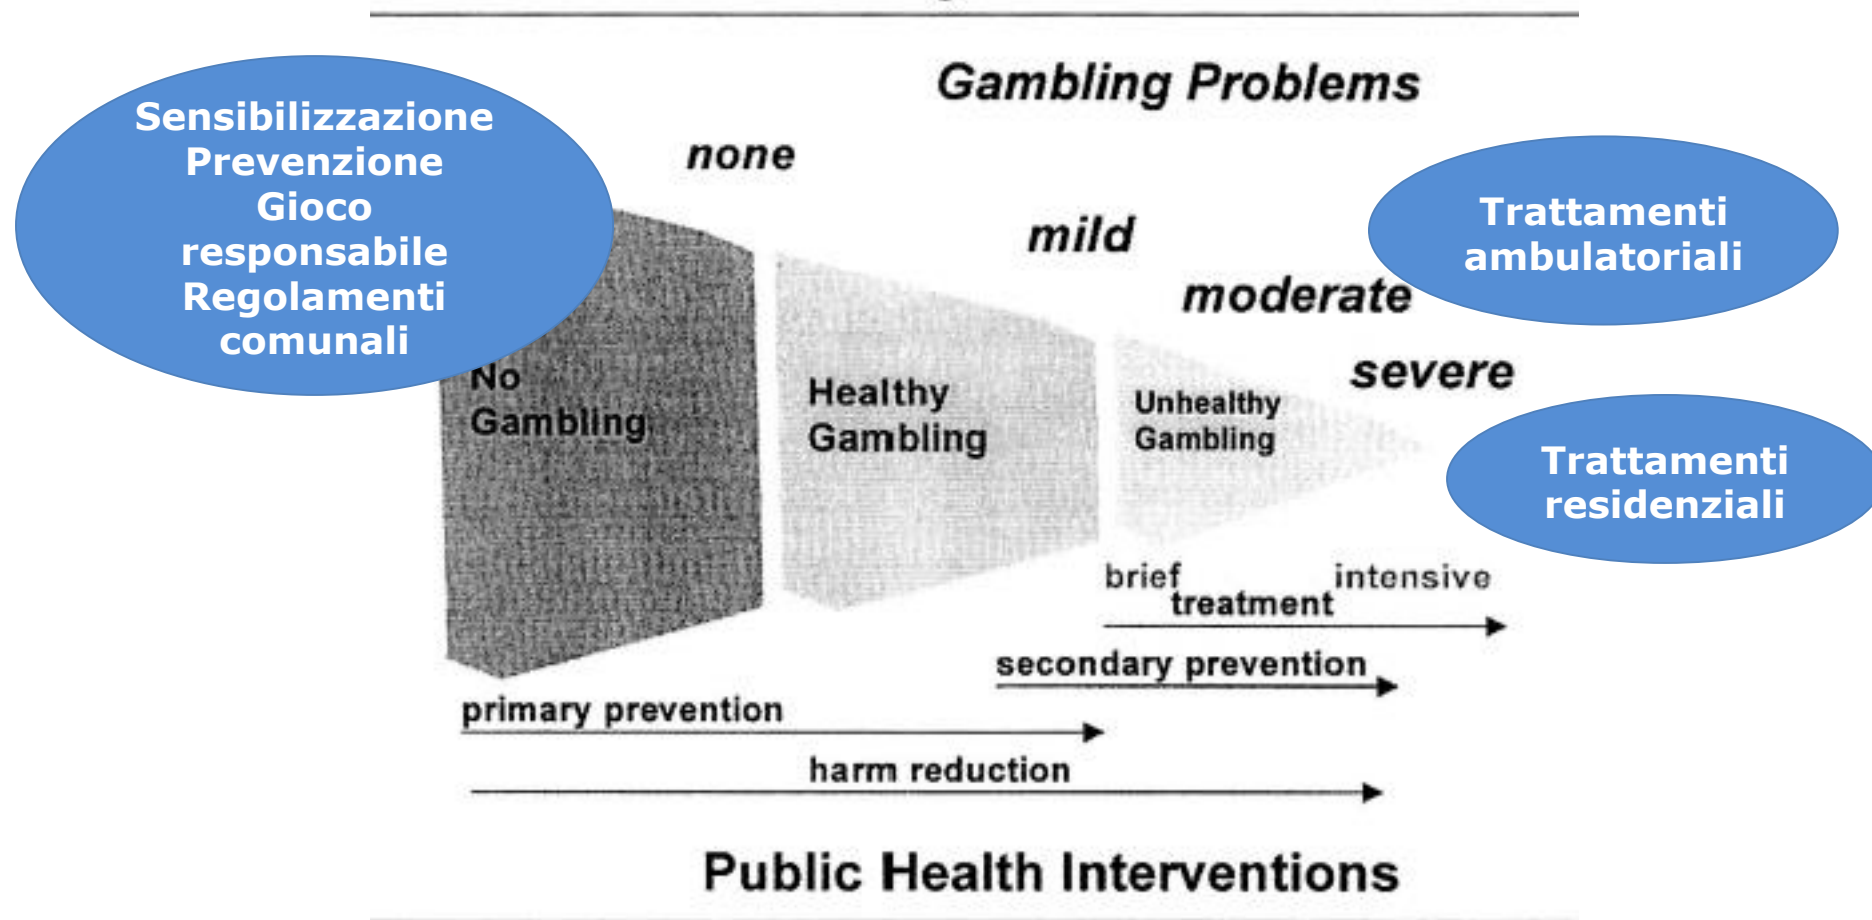 Gambling Problems
Sensibilizzazione
Prevenzione
Gioco
responsabile
Regolamenti
comunali
none
mild
moderate
severe
Trattamenti
ambulatoriali
No
Gambling
Healthy
Gambling
Unhealthy
Gambling
Trattamenti
residenziali
brief
treatment
intensive
secondary prevention
primary prevention
harm reduction
Public Health Interventions